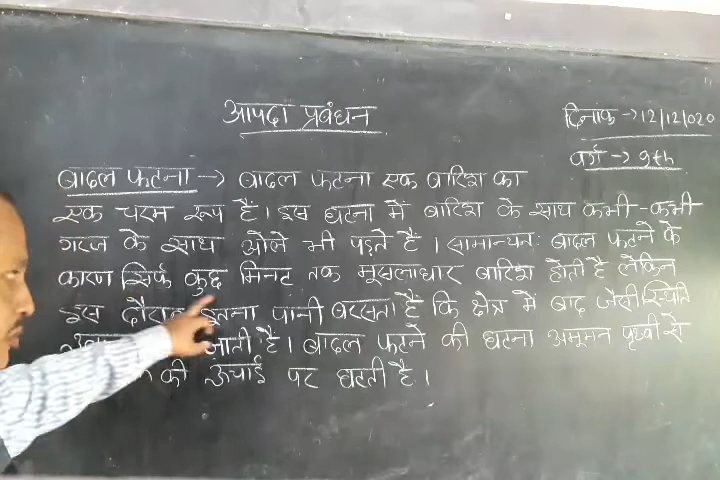 आपदा प्रबंधन
दिनांक → 12/12/020
वर्ग → 9th
बादल फटना → बादल फटना एक बारिश का
एक चरम रूप है। इस घटना में बारिश के साथ कभी-कभी
गरज के साथ ओले भी पड़ते है। सामान्यतः बादल फटने के
कारण सिर्फ कुछ मिनट तक मूसलाधार बारिश होती है लेकिन
इस दौरान इतना पानी बरसता है कि क्षेत्र में बाढ़ जैसी स्थिति
जाती है। बादल फटने की घटना अमूमन पृथ्वी से
की ऊंचाई पर घटती है।